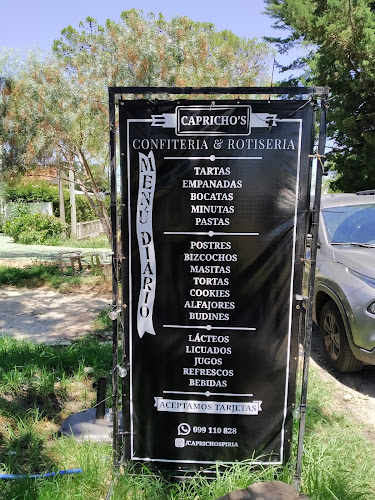 CAPRICHO'S
CONFITERIA & ROTISERIA
MENÚ DIARIO
TARTAS
EMPANADAS
BOCATAS
MINUTAS
PASTAS
POSTRES
BIZCOCHOS
MASITAS
TORTAS
COOKIES
ALFAJORES
BUDINES
LÁCTEOS
LICUADOS
JUGOS
REFRESCOS
BEBIDAS
ACEPTAMOS TARJETAS
099 110 828
/CAPRICHOSPIRIA